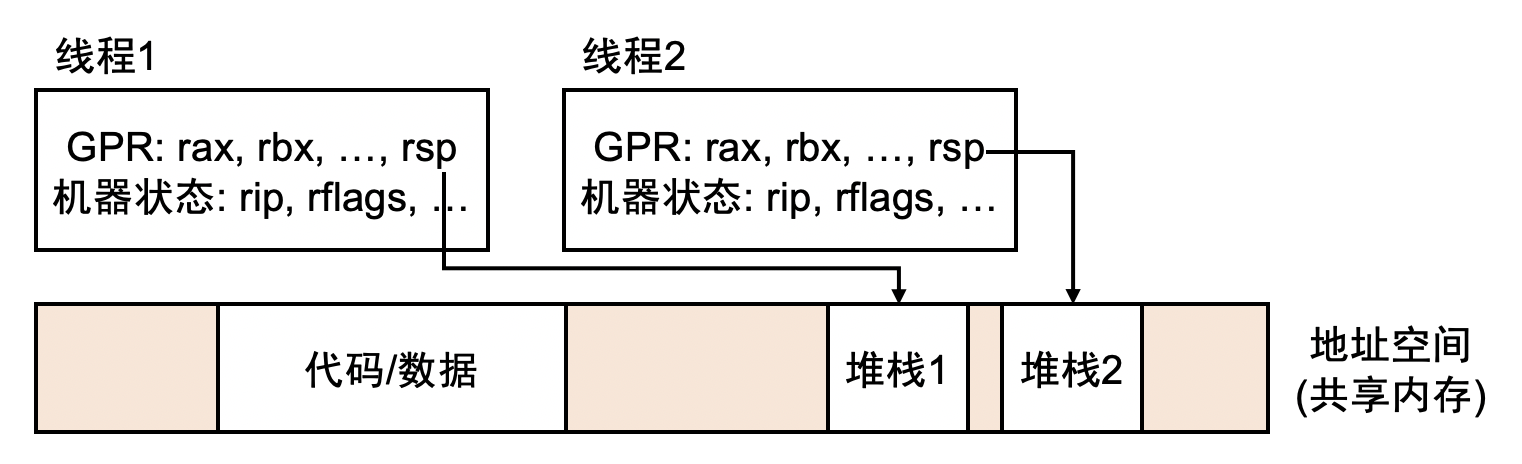 线程1
线程2
GPR: rax, rbx, …, rsp
机器状态: rip, rflags, …
GPR: rax, rbx, …, rsp
机器状态: rip, rflags, …
代码/数据
堆栈1
堆栈2
地址空间
(共享内存)